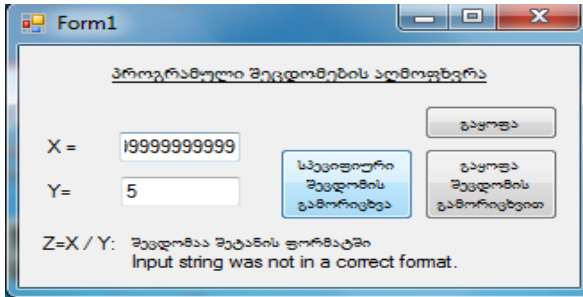 Form1
პროგრამული შეცდომების აღმოფხვრა
გაყოფა
X =
9999999999
სპეციფიური
შეცდომის
გამორიცხვა
გაყოფა
შეცდომის
გამორიცხვით
Y=
5
Z=X / Y:
შეცდომაა შეტანის ფორმატში
Input string was not in a correct format.